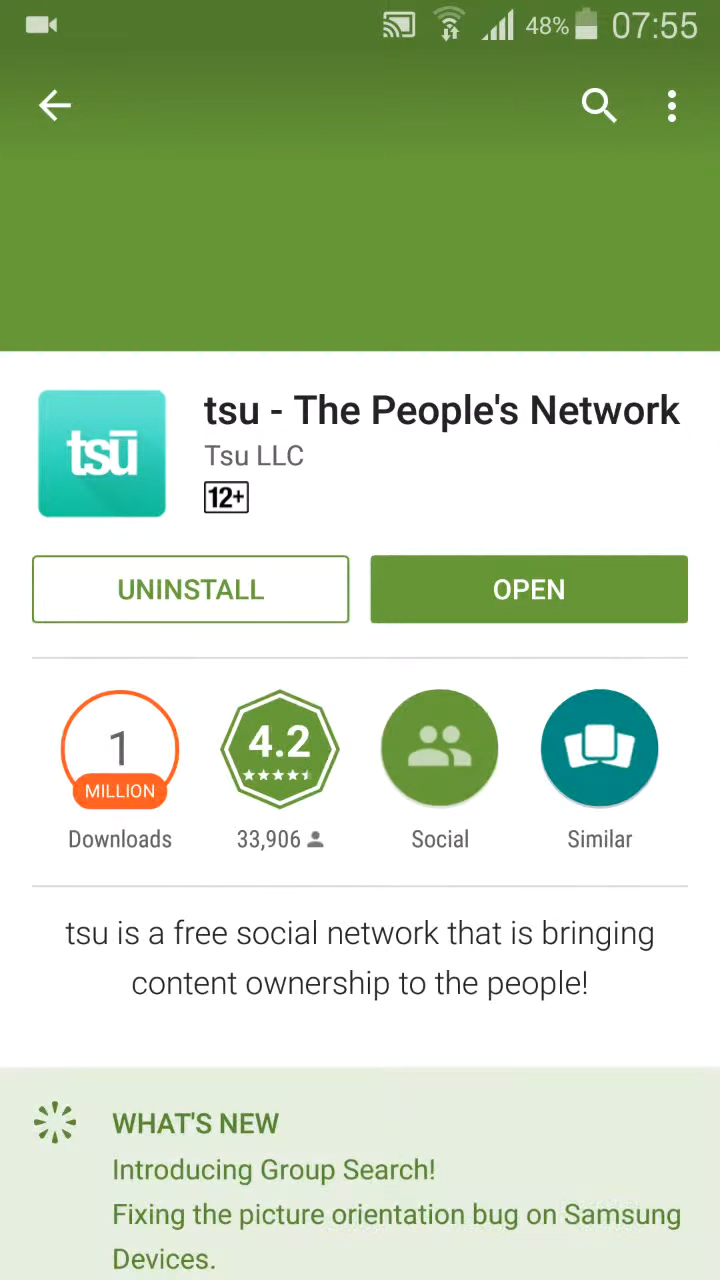 48% 07:55
tsū
tsu - The People's Network
Tsu LLC
12+
UNINSTALL
OPEN
1
MILLION
4.2
Downloads
33,906
Social
Similar
tsu is a free social network that is bringing
content ownership to the people!
WHAT'S NEW
Introducing Group Search!
Fixing the picture orientation bug on Samsung
Devices.